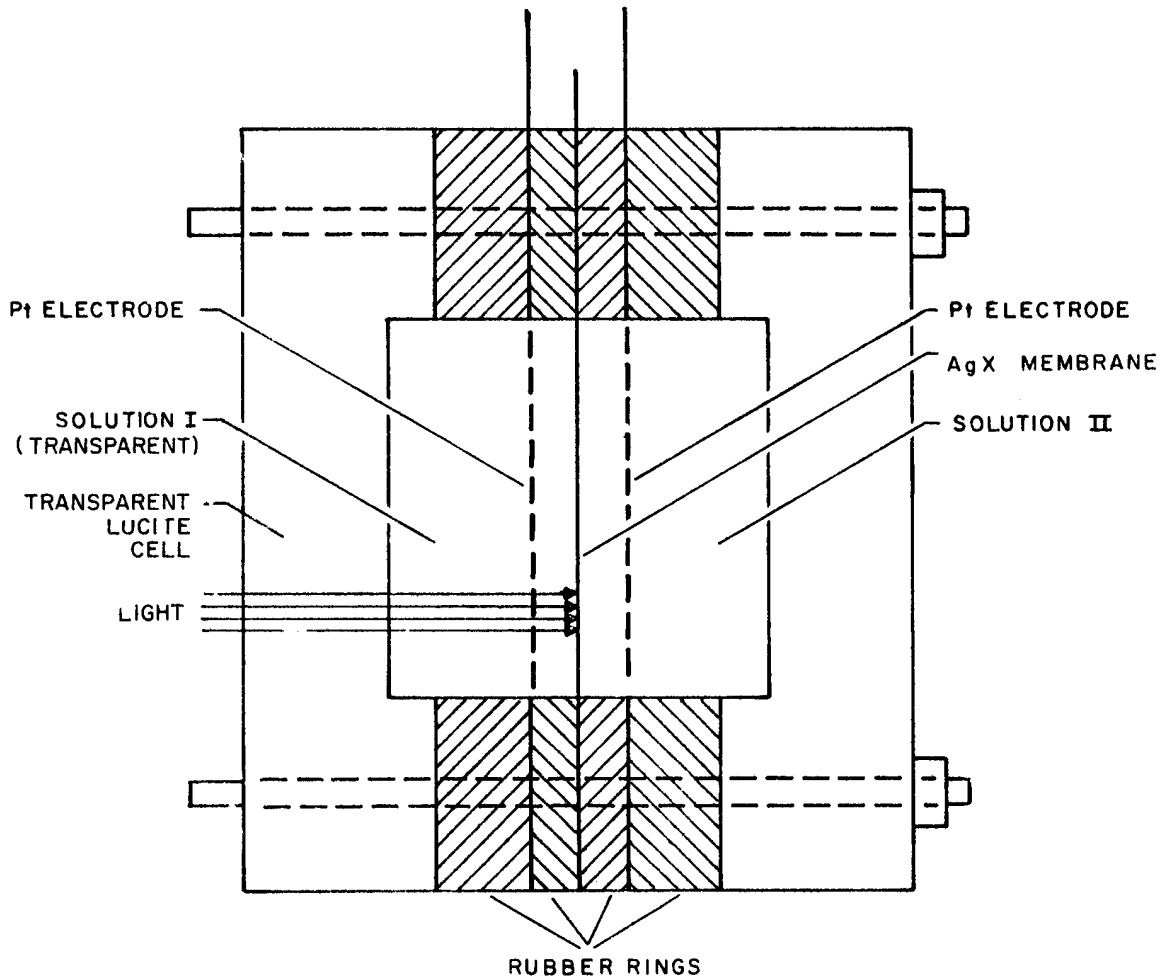 Pt ELECTRODE
SOLUTION I
(TRANSPARENT)
TRANSPARENT
LUCITE
CELL
LIGHT
Pt ELECTRODE
AgX MEMBRANE
SOLUTION II
RUBBER RINGS